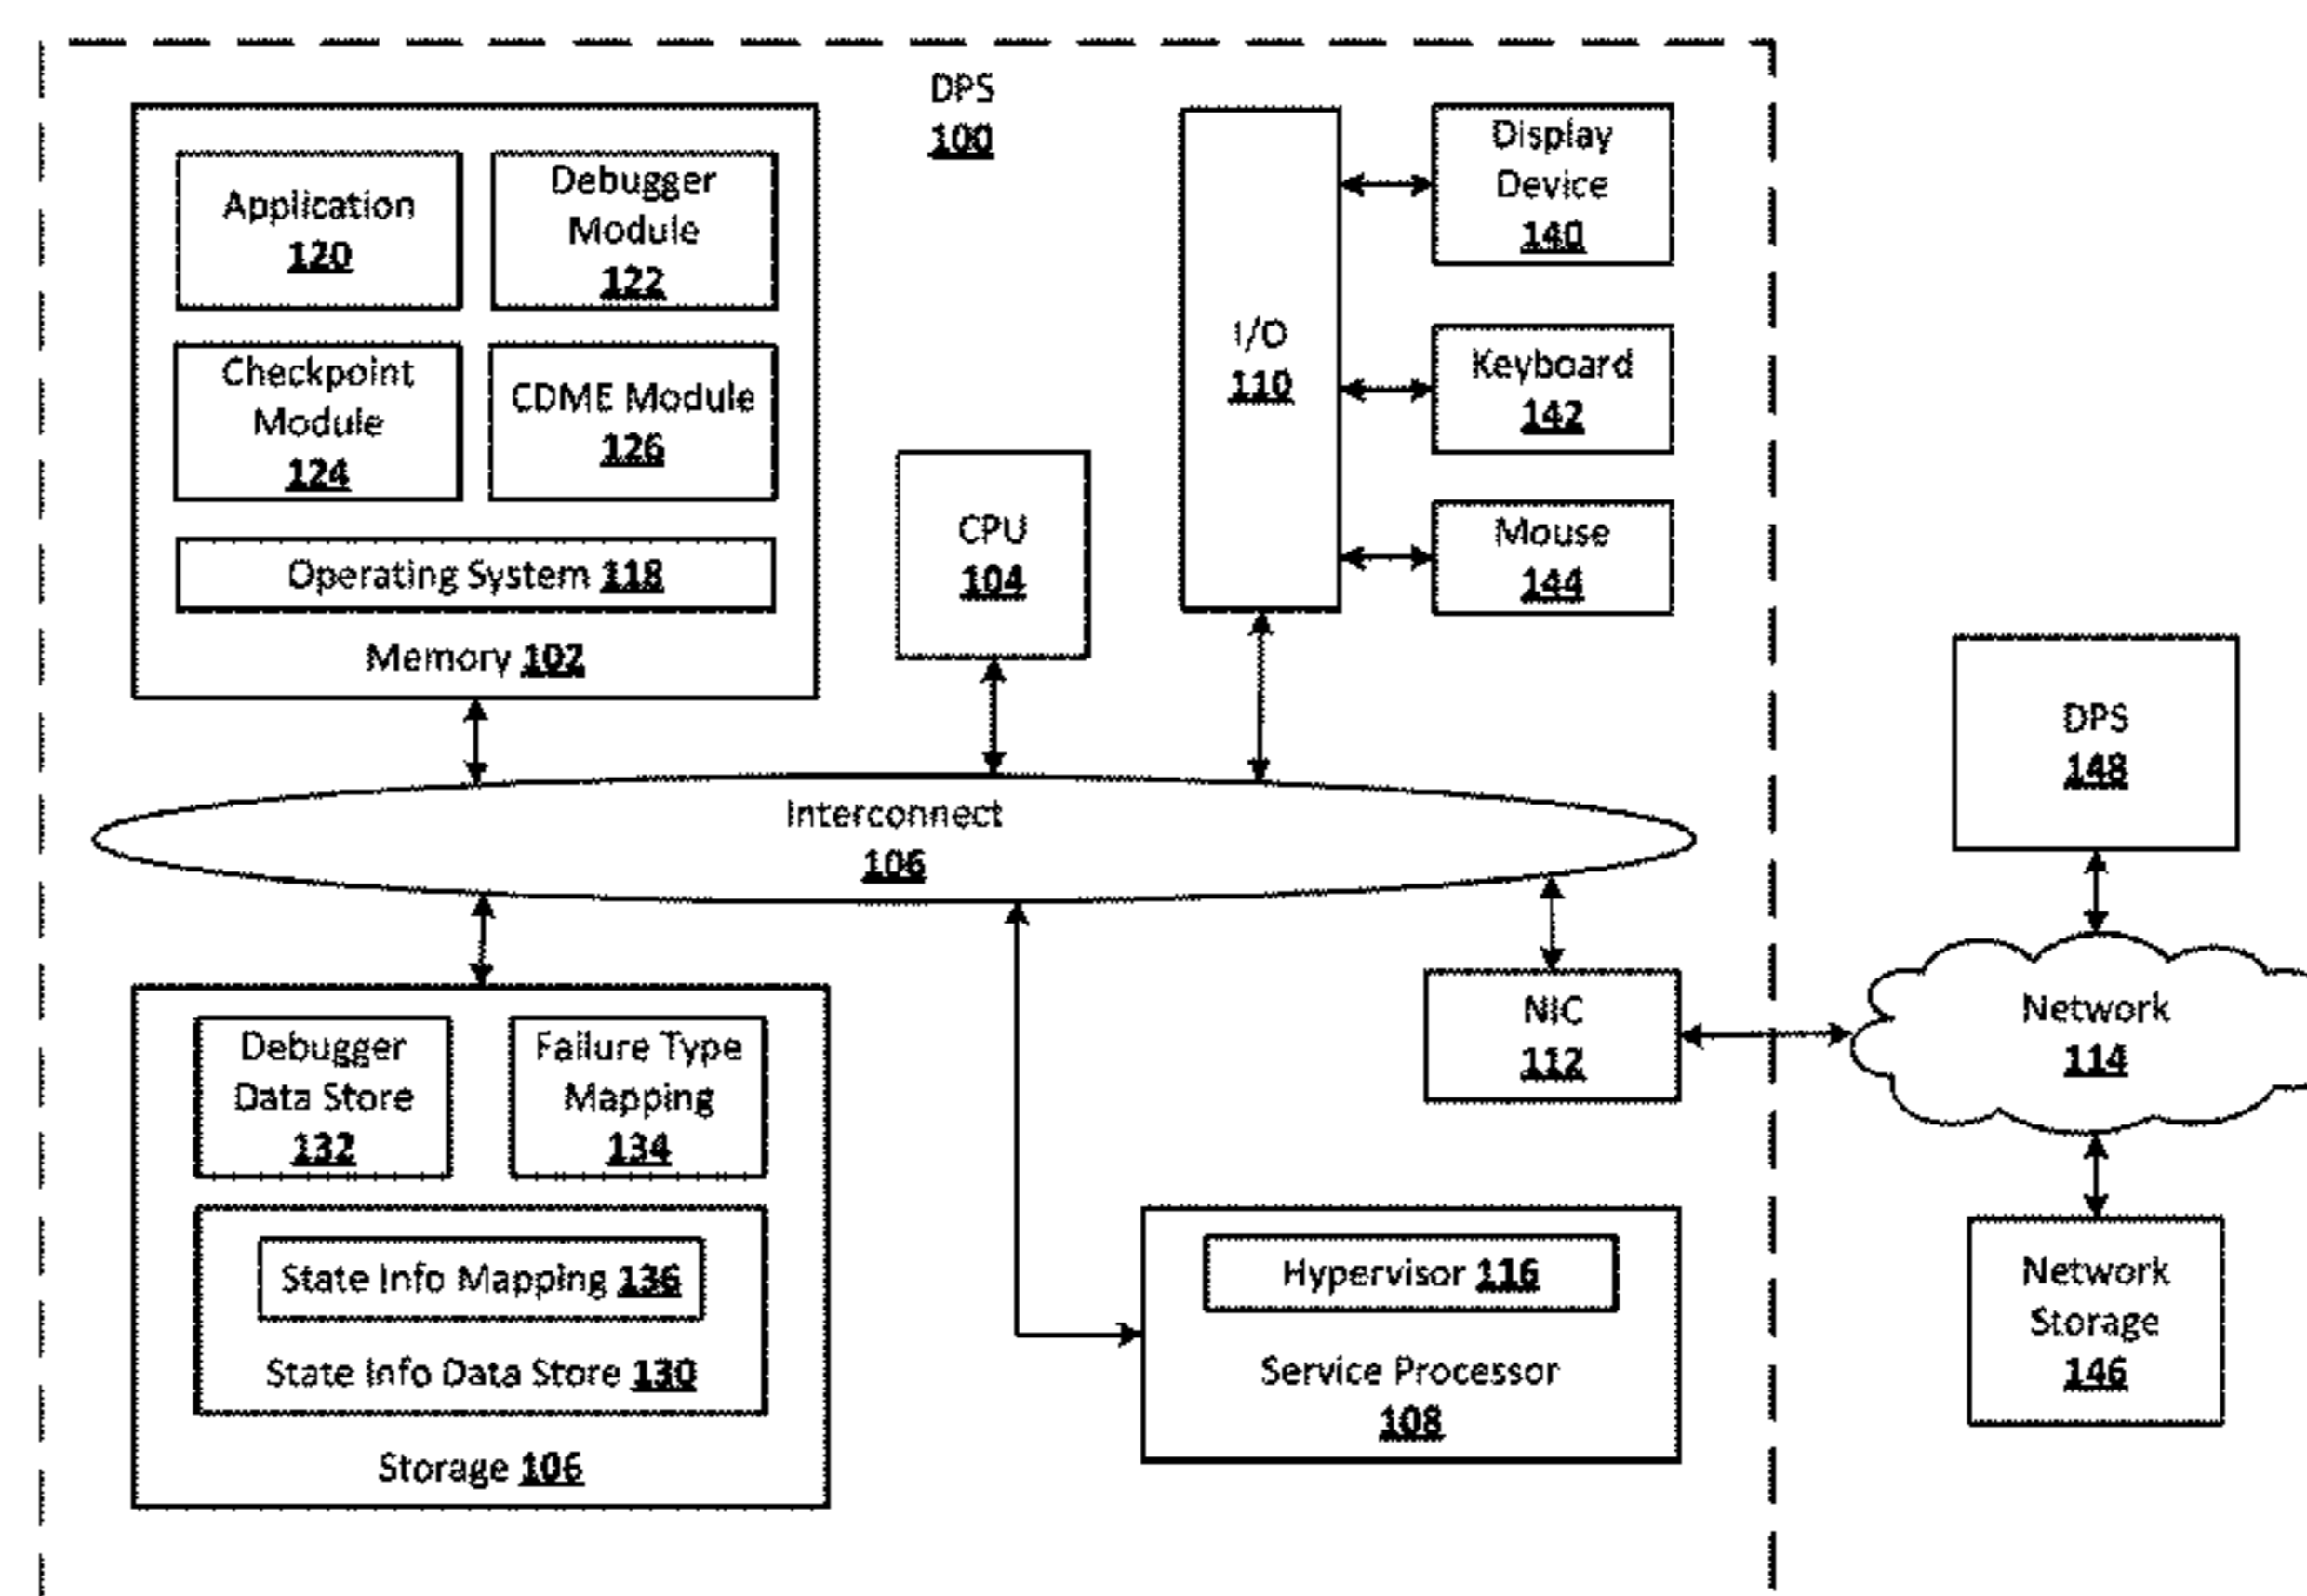 DPS
100
Application
120
Debugger
Module
122
Checkpoint
Module
124
CDME Module
126
Operating System 118
Memory 102
CPU
104
I/O
110
Display
Device
140
Keyboard
142
Mouse
144
Interconnect
106
DPS
148
Network
114
Network
Storage
146
NIC
112
Debugger
Data Store
132
Failure Type
Mapping
134
State Info Mapping 136
State Info Data Store 130
Storage 106
Hypervisor 116
Service Processor
108